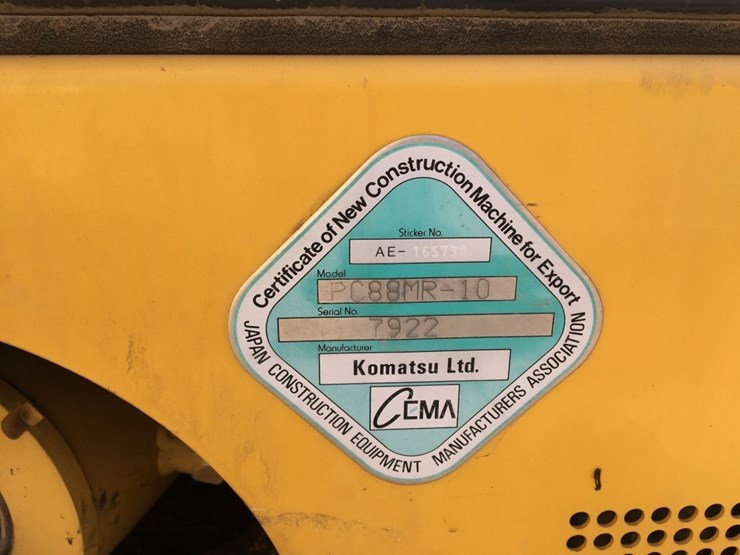 Certificate of New Construction Machine for Export
Sticker No.
AE-
Model
PC88MR-10
Serial No.
7922
Manufacturer
Komatsu Ltd.
CEMA
JAPAN CONSTRUCTION EQUIPMENT MANUFACTURERS ASSOCIATION